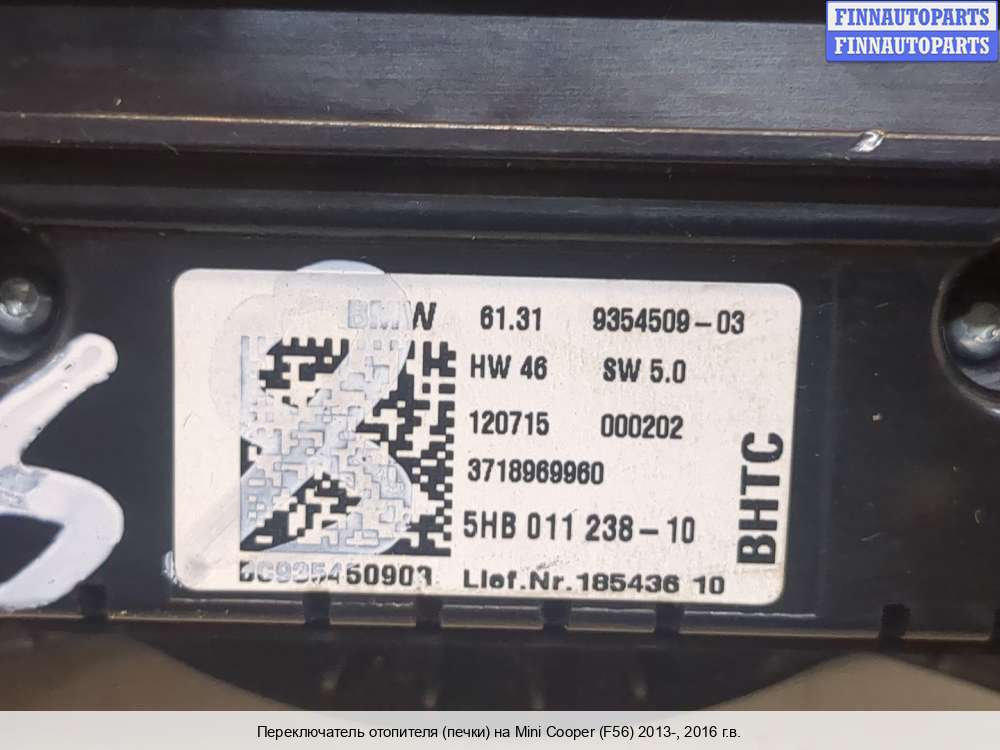 FINNAUTOPARTS
FINNAUTOPARTS
BMW 61.31 9354509-03
HW 46 SW 5.0
120715 000202
3718969960
5HB 011 238-10
BHTC
DC935450903 Lief.Nr.185436 10
Переключатель отопителя (печки) на Mini Cooper (F56) 2013-, 2016 г.в.